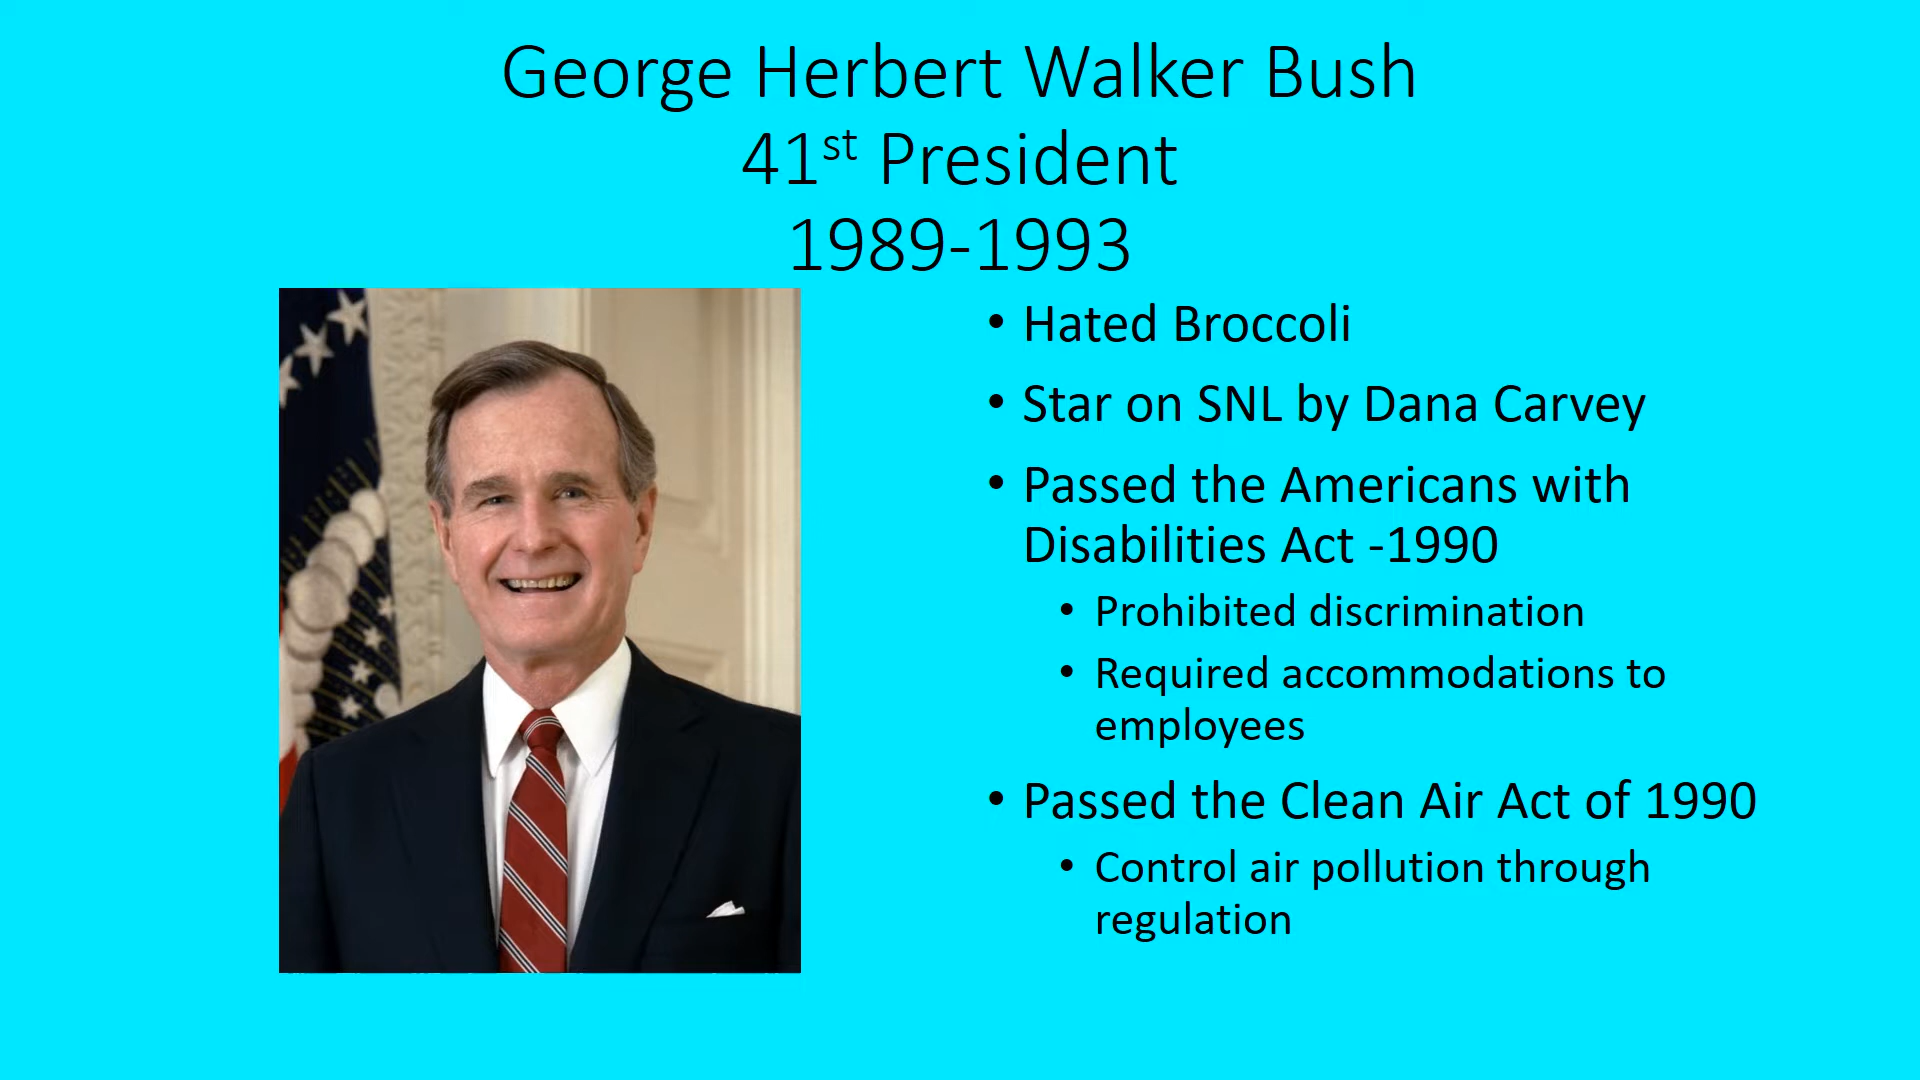 George Herbert Walker Bush
41st President
1989-1993
• Hated Broccoli
• Star on SNL by Dana Carvey
• Passed the Americans with
Disabilities Act -1990
• Prohibited discrimination
• Required accommodations to
employees
• Passed the Clean Air Act of 1990
• Control air pollution through
regulation